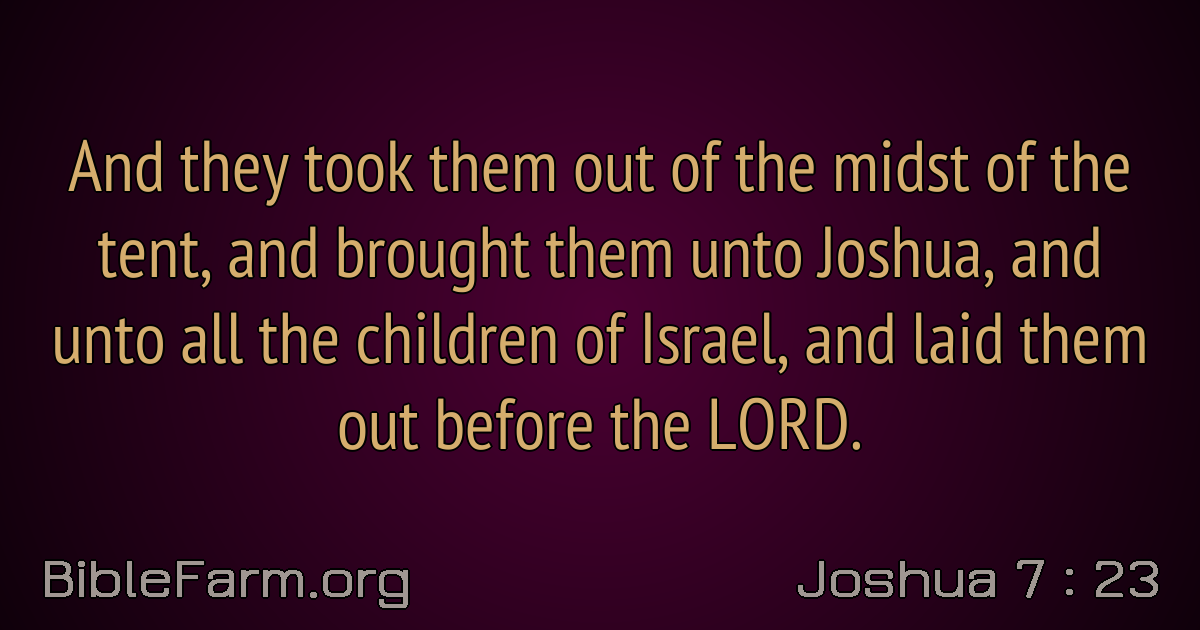 And they took them out of the midst of the
tent, and brought them unto Joshua, and
unto all the children of Israel, and laid them
out before the LORD.
BibleFarm.org
Joshua 7 : 23